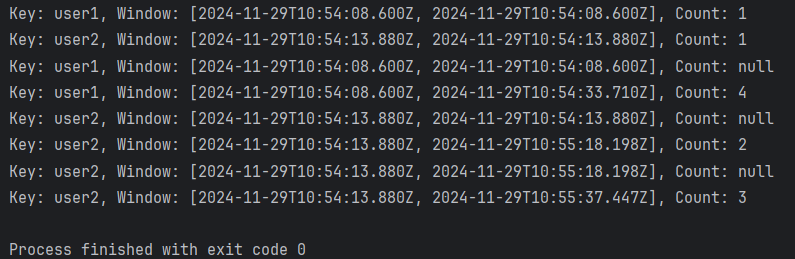 Key: user1, Window: [2024-11-29T10:54:08.600Z, 2024-11-29T10:54:08.600Z], Count: 1
Key: user2, Window: [2024-11-29T10:54:13.880Z, 2024-11-29T10:54:13.880Z], Count: 1
Key: user1, Window: [2024-11-29T10:54:08.600Z, 2024-11-29T10:54:08.600Z], Count: null
Key: user1, Window: [2024-11-29T10:54:08.600Z, 2024-11-29T10:54:33.710Z], Count: 4
Key: user2, Window: [2024-11-29T10:54:13.880Z, 2024-11-29T10:54:13.880Z], Count: null
Key: user2, Window: [2024-11-29T10:54:13.880Z, 2024-11-29T10:55:18.198Z], Count: 2
Key: user2, Window: [2024-11-29T10:54:13.880Z, 2024-11-29T10:55:18.198Z], Count: null
Key: user2, Window: [2024-11-29T10:54:13.880Z, 2024-11-29T10:55:37.447Z], Count: 3
Process finished with exit code 0